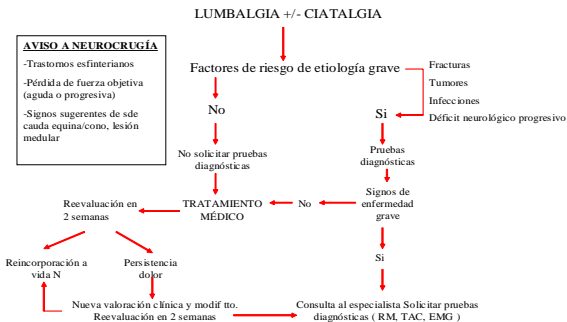 LUMBALGIA +/- CIATALGIA
AVISO A NEUROCRUGÍA
-Trastornos esfinterianos
-Pérdida de fuerza objetiva
(aguda o progresiva)
-Signos sugerentes de sde
cauda equina/cono, lesión
medular
Factores de riesgo de etiología grave
Fracturas
Tumores
Infecciones
Déficit neurológico progresivo
No
Si
No solicitar pruebas
diagnósticas
Pruebas
diagnósticas
Signos de
enfermedad
grave
No
TRATAMIENTO
MÉDICO
Reevaluación en
2 semanas
Si
Reincorporación a
vida N
Persistencia
dolor
Nueva valoración clínica y modif tto.
Reevaluación en 2 semanas
Consulta al especialista Solicitar pruebas
diagnósticas ( RM, TAC, EMG )